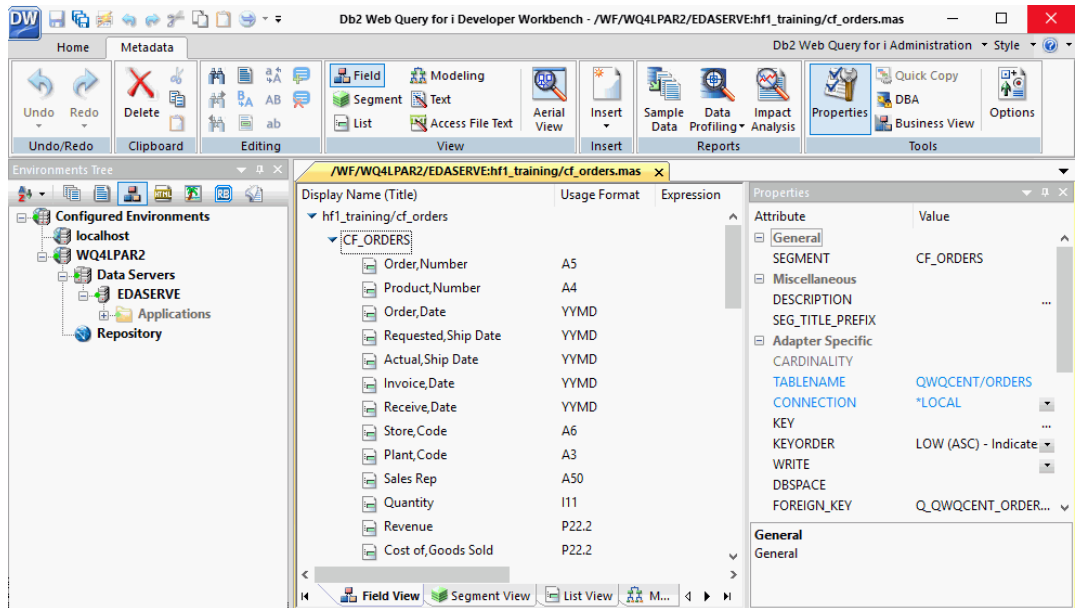 DW Db2 Web Query for i Developer Workbench - /WF/WQ4LPAR2/EDASERVE:hf1_training/cf_orders.mas
Home Metadata Db2 Web Query for i Administration Style
Undo Redo
Undo/Redo
Delete
Clipboard
AB
ab
Editing
Field Modeling
Segment Text
List Access File Text
Aerial View
View
Insert
Insert
Sample Data
Data Profiling
Impact Analysis
Reports
Properties
Quick Copy
DBA
Business View
Options
Tools
Environments Tree
Configured Environments
localhost
WQ4LPAR2
Data Servers
EDASERVE
Applications
Repository
/WF/WQ4LPAR2/EDASERVE:hf1_training/cf_orders.mas x
Display Name (Title) Usage Format Expression
hf1_training/cf_orders
CF_ORDERS
Order,Number A5
Product,Number A4
Order,Date YYMD
Requested,Ship Date YYMD
Actual,Ship Date YYMD
Invoice,Date YYMD
Receive,Date YYMD
Store,Code A6
Plant,Code A3
Sales Rep A50
Quantity I11
Revenue P22.2
Cost of,Goods Sold P22.2
Field View Segment View List View M...
Properties
Attribute Value
General
SEGMENT CF_ORDERS
Miscellaneous
DESCRIPTION ...
SEG_TITLE_PREFIX
Adapter Specific
CARDINALITY
TABLENAME QWQCENT/ORDERS
CONNECTION *LOCAL
KEY ...
KEYORDER LOW (ASC) - Indicate
WRITE
DBSPACE
FOREIGN_KEY Q_QWQCENT_ORDER...
General
General